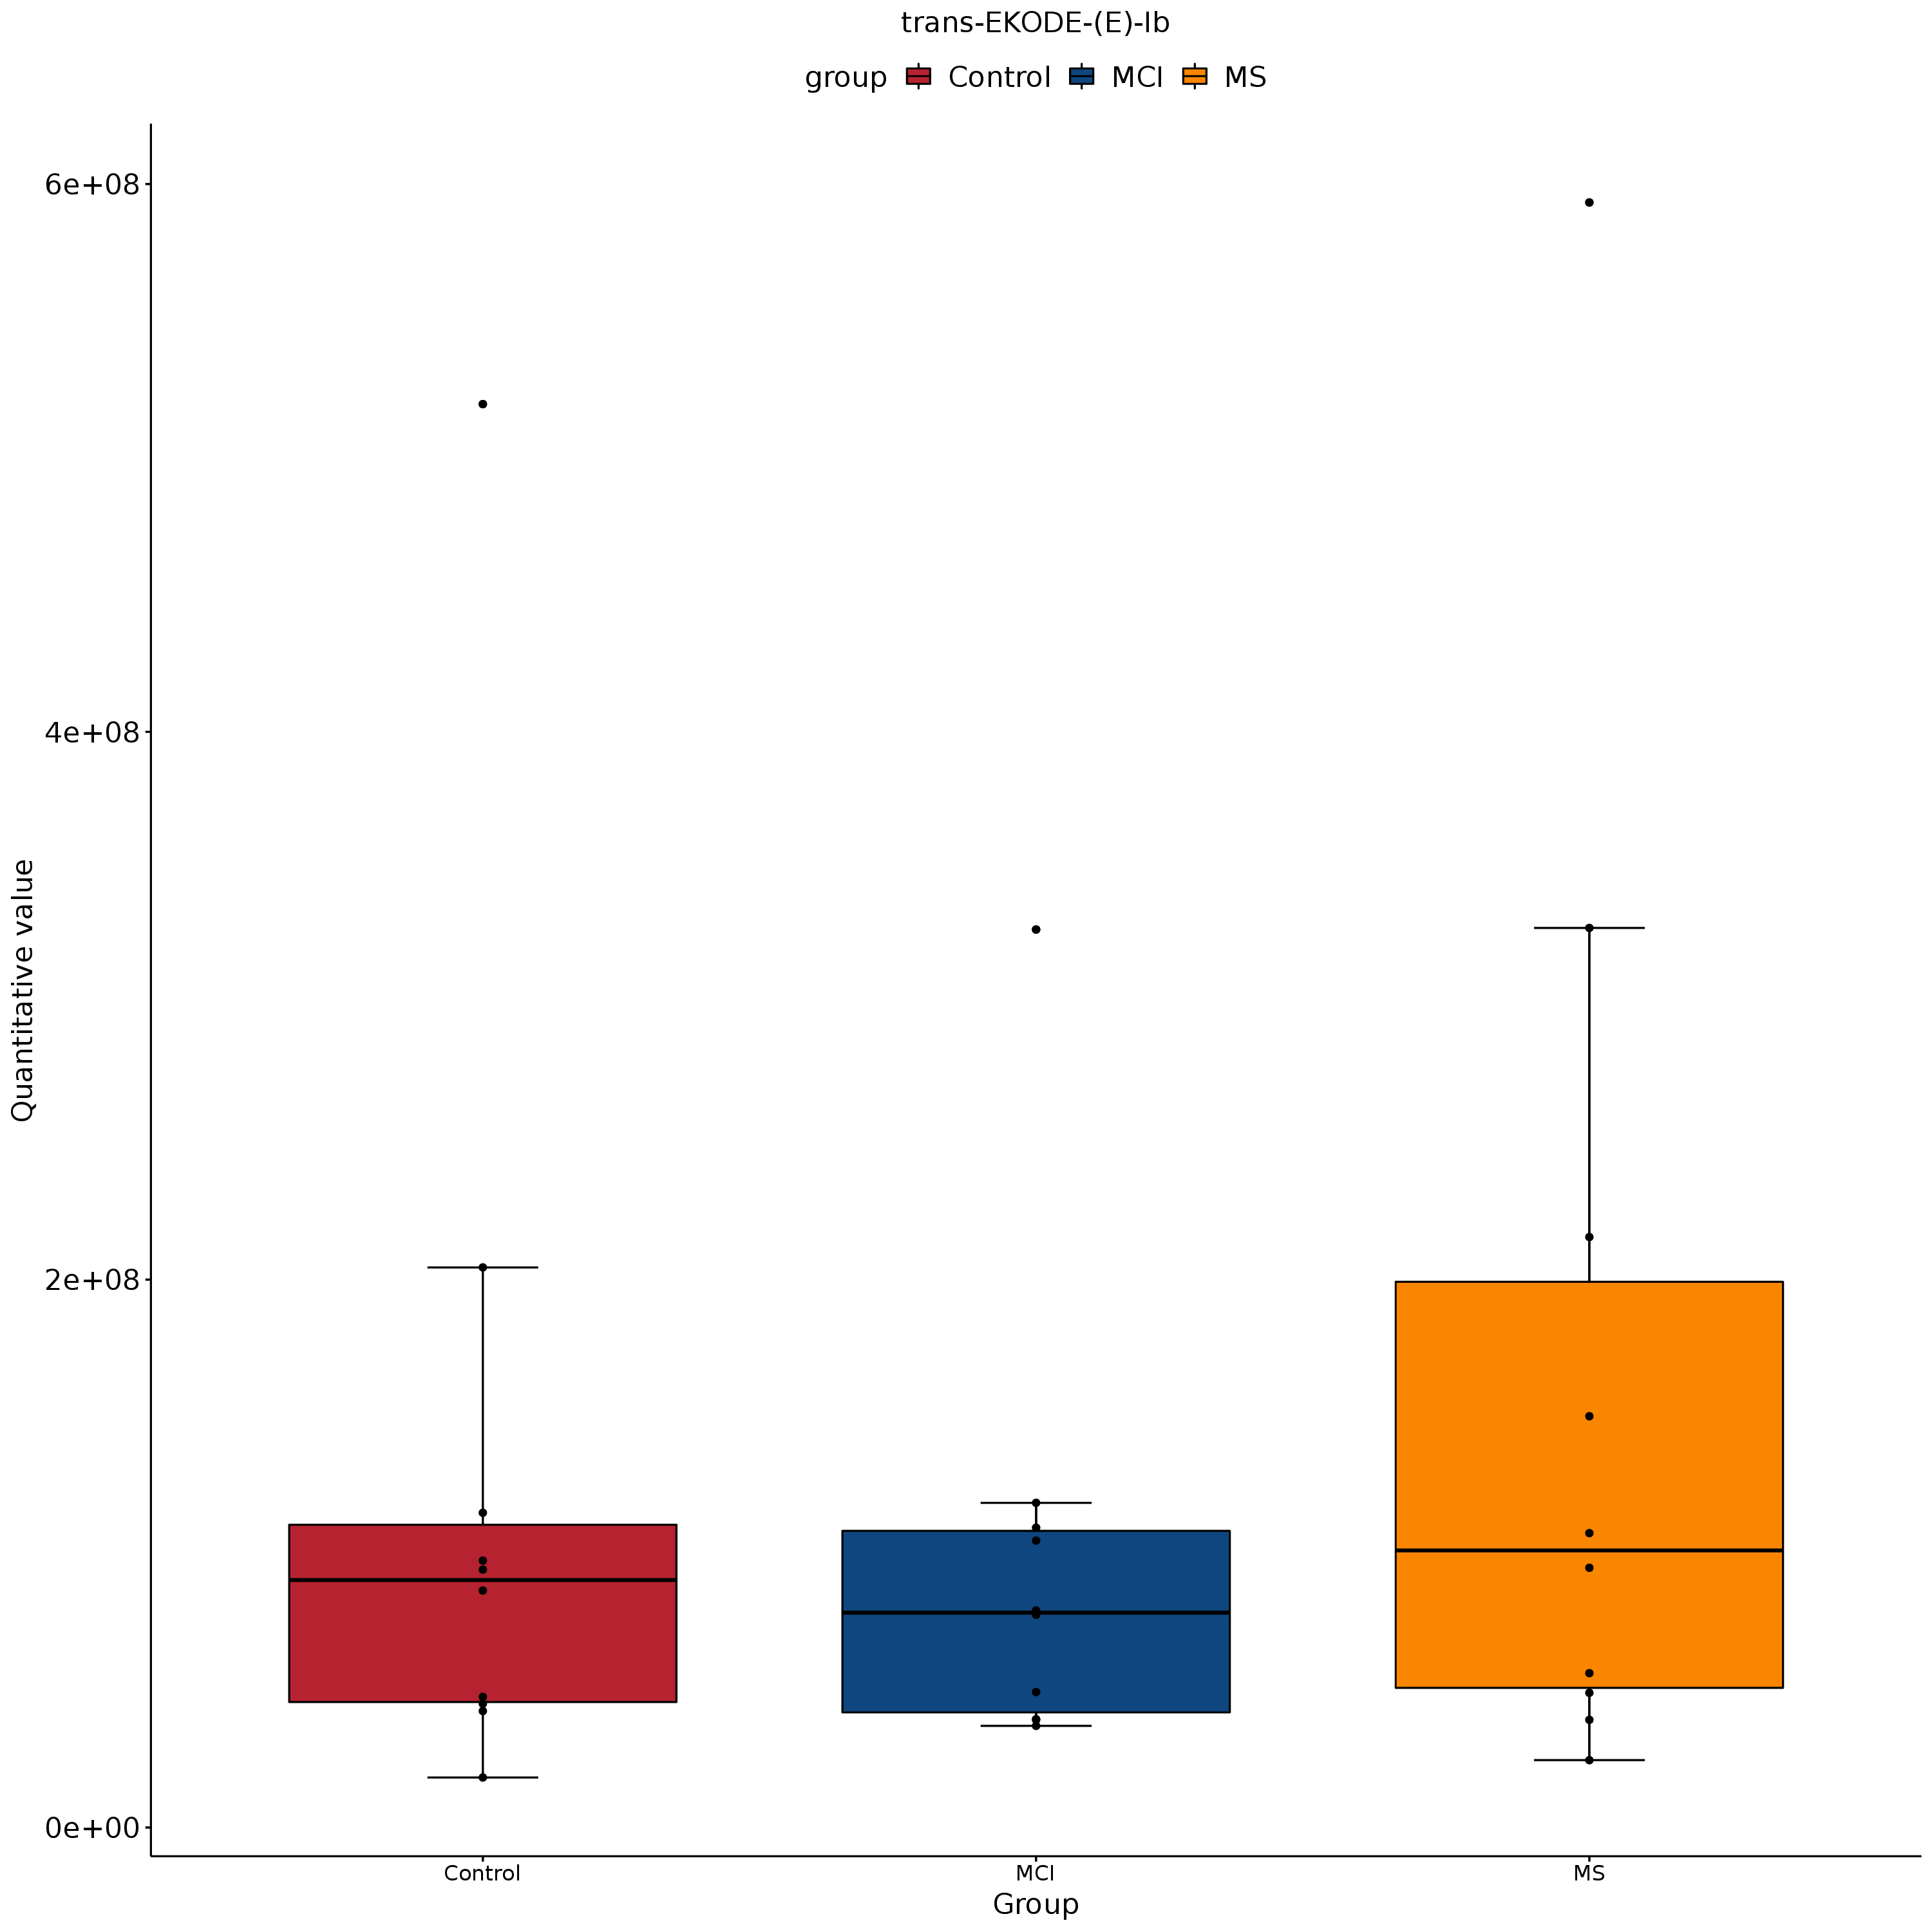 trans-EKODE-(E)-Ib
group Control MCI MS
6e+08
4e+08
2e+08
0e+00
Quantitative value
Control MCI MS
Group